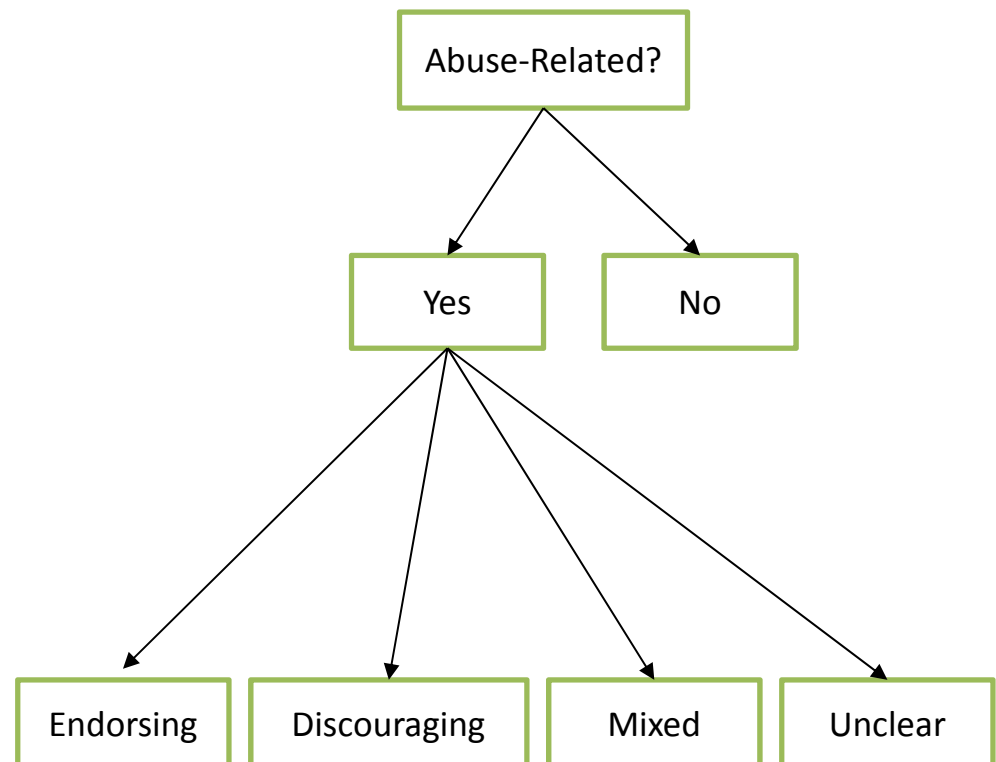 Abuse-Related?
Yes
No
Endorsing
Discouraging
Mixed
Unclear